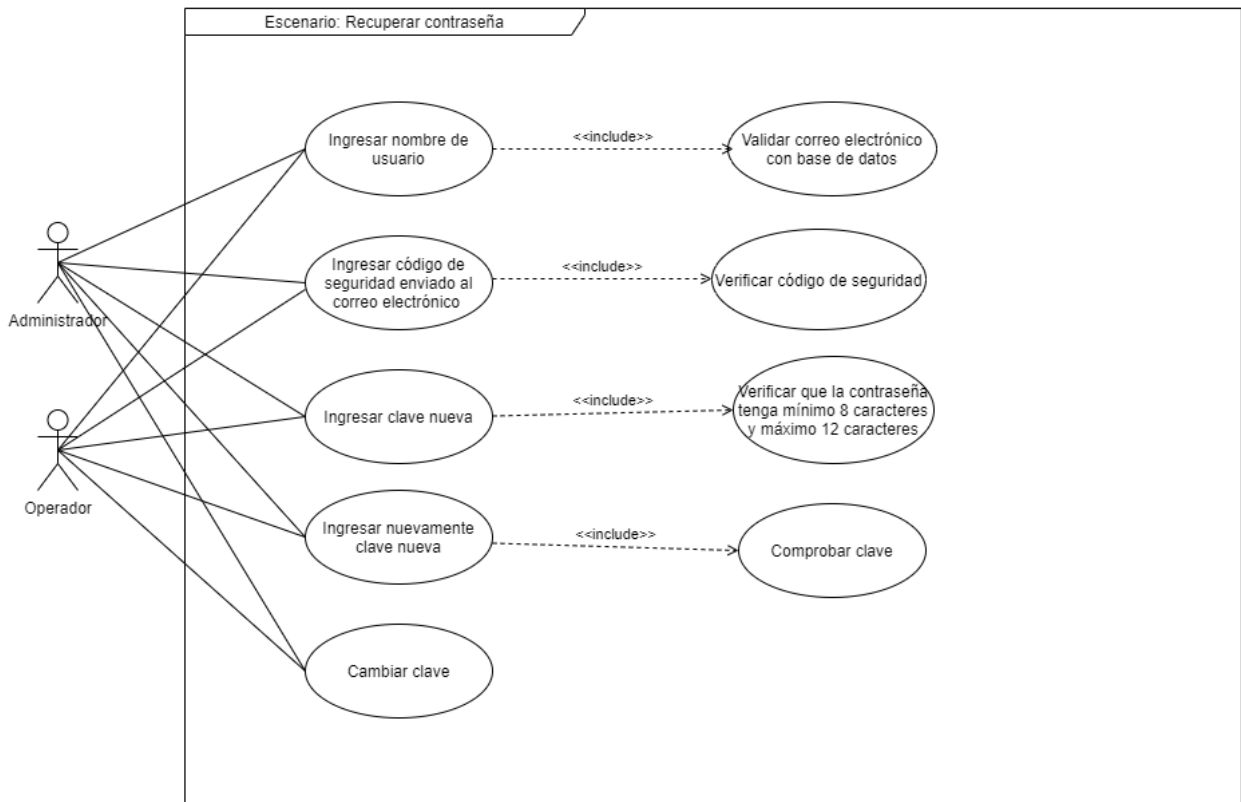 Escenario: Recuperar contraseña
Ingresar nombre de
usuario
<<include>>
Validar correo electrónico
con base de datos
Administrador
Ingresar código de
seguridad enviado al
correo electrónico
<<include>>
Verificar código de seguridad
Operador
Ingresar clave nueva
<<include>>
Verificar que la contraseña
tenga mínimo 8 caracteres
y máximo 12 caracteres
Ingresar nuevamente
clave nueva
<<include>>
Comprobar clave
Cambiar clave